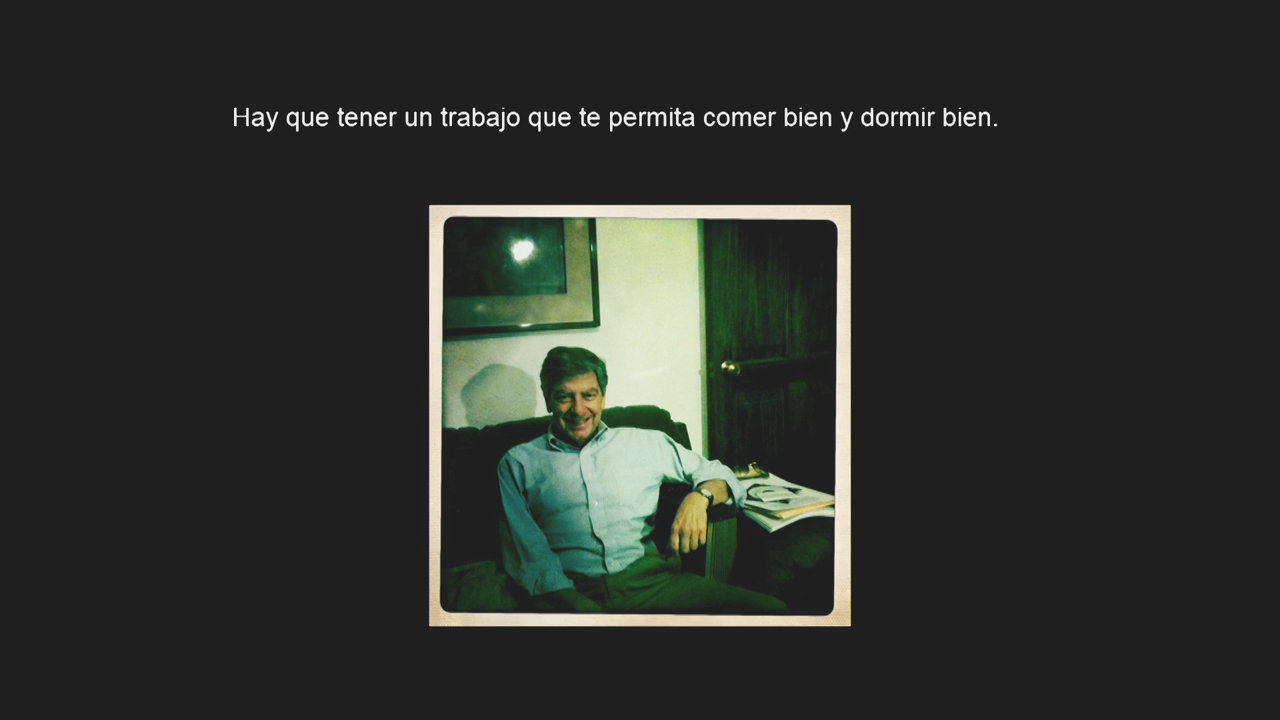 Hay que tener un trabajo que te permita comer bien y dormir bien.